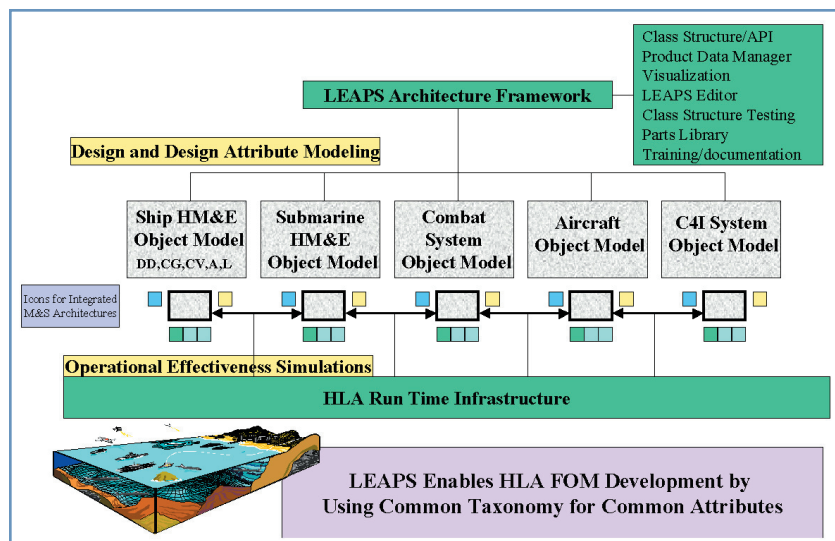 Class Structure/API
Product Data Manager
Visualization
LEAPS Editor
Class Structure Testing
Parts Library
Training/documentation
LEAPS Architecture Framework
Design and Design Attribute Modeling
Ship HM&E
Object Model
DD,CG,CV,A,L
Submarine
HM&E
Object Model
Combat
System
Object Model
Aircraft
Object Model
C4I System
Object Model
Icons for Integrated
M&S Architectures
Operational Effectiveness Simulations
HLA Run Time Infrastructure
LEAPS Enables HLA FOM Development by
Using Common Taxonomy for Common Attributes